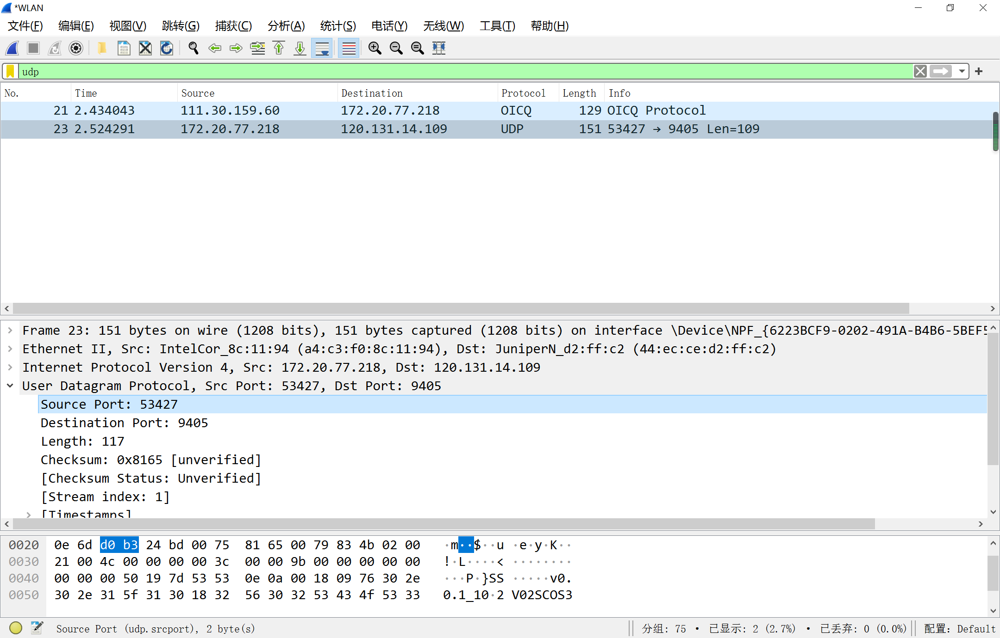 *WLAN
文件(F) 编辑(E) 视图(V) 跳转(G) 捕获(C) 分析(A) 统计(S) 电话(Y) 无线(W) 工具(T) 帮助(H)
udp
No. Time Source Destination Protocol Length Info
21 2.434043 111.30.159.60 172.20.77.218 OICQ 129 OICQ Protocol
23 2.524291 172.20.77.218 120.131.14.109 UDP 151 53427 → 9405 Len=109
Frame 23: 151 bytes on wire (1208 bits), 151 bytes captured (1208 bits) on interface \Device\NPF_{6223BCF9-0202-491A-B4B6-5BEF5
Ethernet II, Src: IntelCor_8c:11:94 (a4:c3:f0:8c:11:94), Dst: JuniperN_d2:ff:c2 (44:ec:ce:d2:ff:c2)
Internet Protocol Version 4, Src: 172.20.77.218, Dst: 120.131.14.109
User Datagram Protocol, Src Port: 53427, Dst Port: 9405
Source Port: 53427
Destination Port: 9405
Length: 117
Checksum: 0x8165 [unverified]
[Checksum Status: Unverified]
[Stream index: 1]
[Timestamps]
0020 0e 6d d0 b3 24 bd 00 75 81 65 00 79 83 4b 02 00 ·m··$··u ·e·y·K··
0030 21 00 4c 00 00 00 00 3c 00 00 9b 00 00 00 00 00 !·L····< ········
0040 00 00 00 50 19 7d 53 53 0e 0a 00 18 09 76 30 2e ···P·}SS ·····v0.
0050 30 2e 31 5f 31 30 18 32 56 30 32 53 43 4f 53 33 0.1_10·2 V02SCOS3
Source Port (udp.srcport), 2 byte(s) 分组: 75 · 已显示: 2 (2.7%) · 已丢弃: 0 (0.0%) 配置: Default